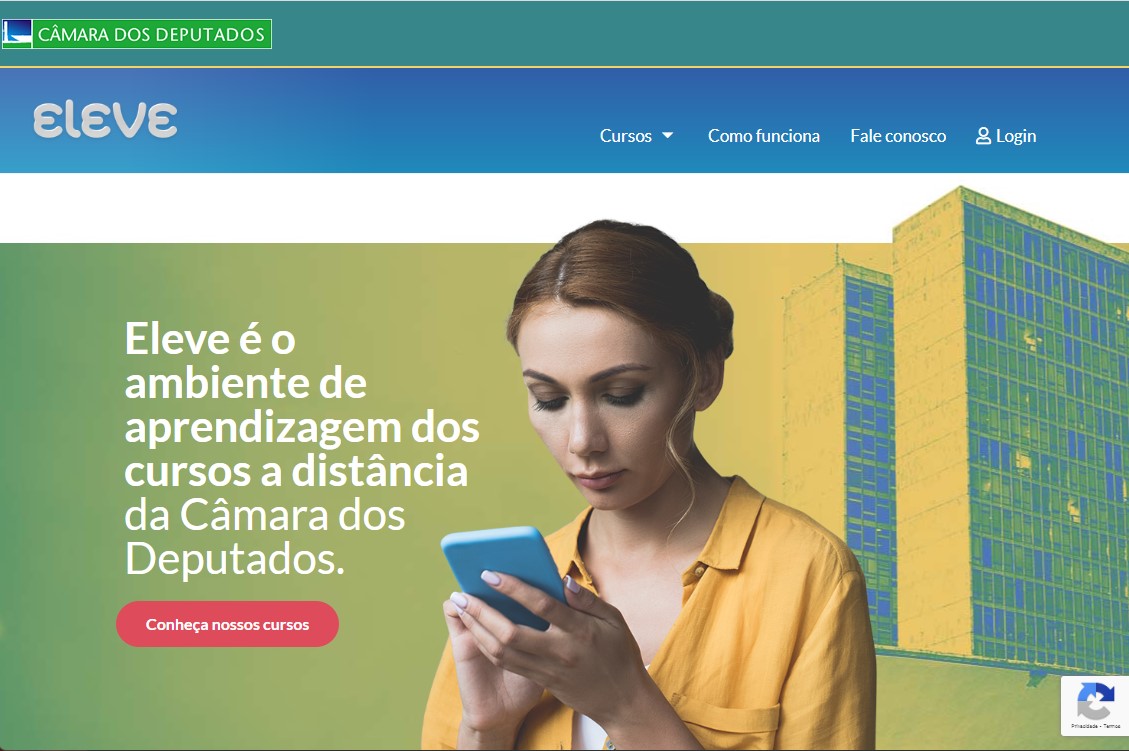 CÂMARA DOS DEPUTADOS
ELEVE
Cursos Como funciona Fale conosco Login
Eleve é o
ambiente de
aprendizagem dos
cursos a distância
da Câmara dos
Deputados.
Conheça nossos cursos
Privacidade - Termos